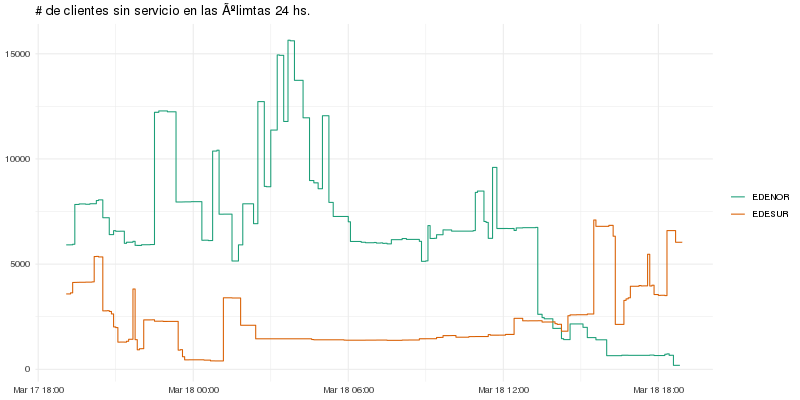 # de clientes sin servicio en las Ãºlimtas 24 hs.
15000
10000
5000
0
Mar 17 18:00
Mar 18 00:00
Mar 18 06:00
Mar 18 12:00
Mar 18 18:00
EDENOR
EDESUR